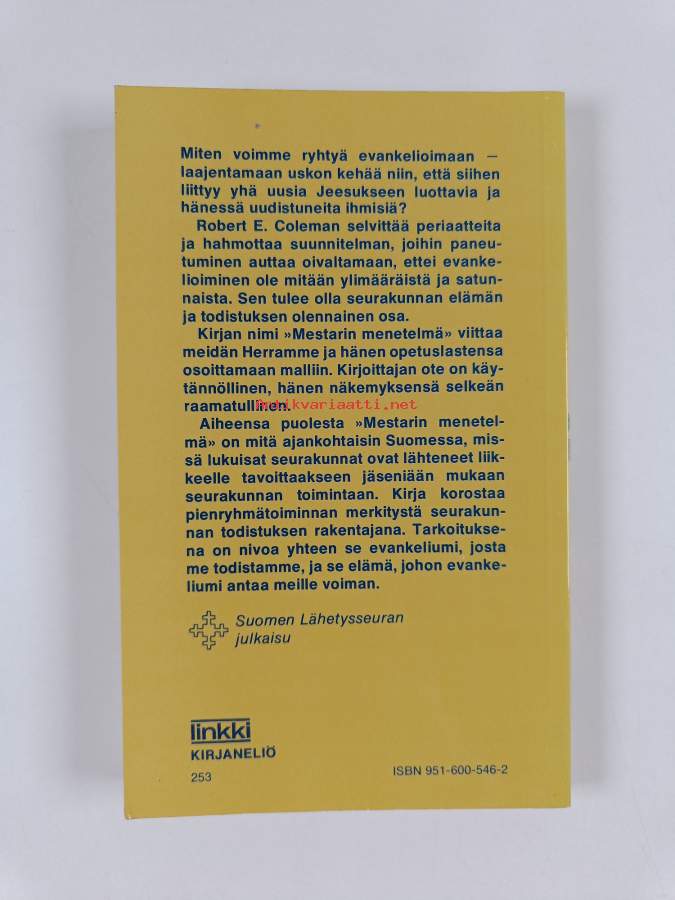 Miten voimme ryhtyä evankelioimaan —
laajentamaan uskon kehää niin, että siihen
liittyy yhä uusia Jeesukseen luottavia ja
hänessä uudistuneita ihmisiä?
Robert E. Coleman selvittää periaatteita
ja hahmottaa suunnitelman, joihin paneu-
tuminen auttaa oivaltamaan, ettei evanke-
lioiminen ole mitään ylimääräistä ja satun-
naista. Sen tulee olla seurakunnan elämän
ja todistuksen olennainen osa.
Kirjan nimi »Mestarin menetelmä» viittaa
meidän Herramme ja hänen opetuslastensa
osoittamaan malliin. Kirjoittajan ote on käy-
tännöllinen, hänen näkemyksensä selkeän
raamatullinen.
Antikvariaatti.net
Aiheensa puolesta »Mestarin menetel-
mä» on mitä ajankohtaisin Suomessa, mis-
sä lukuisat seurakunnat ovat lähteneet liik-
keelle tavoittaakseen jäseniään mukaan
seurakunnan toimintaan. Kirja korostaa
pienryhmätoiminnan merkitystä seurakun-
nan todistuksen rakentajana. Tarkoitukse-
na on nivoa yhteen se evankeliumi, josta
me todistamme, ja se elämä, johon evanke-
liumi antaa meille voiman.
Suomen Lähetysseuran
julkaisu
linkki
KIRJANELIÖ
253
ISBN 951-600-546-2